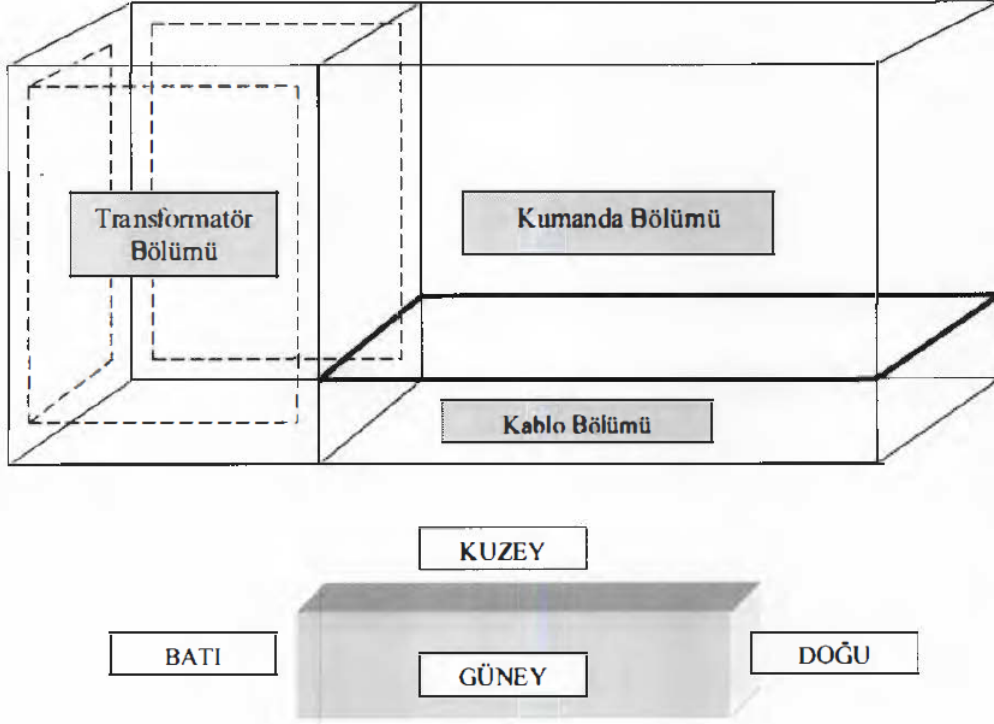 Transformatör
Bölümü
Kumanda Bölümü
Kablo Bölümü
KUZEY
BATI
GÜNEY
DOĞU